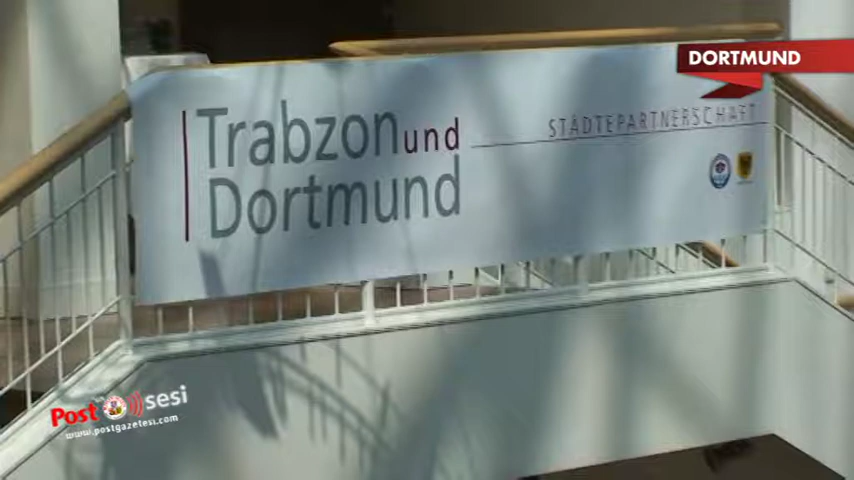 DORTMUND
Trabzon und
Dortmund
STÄDTEPARTNERSCHAFT
Post sesi
www.postgazetesi.com